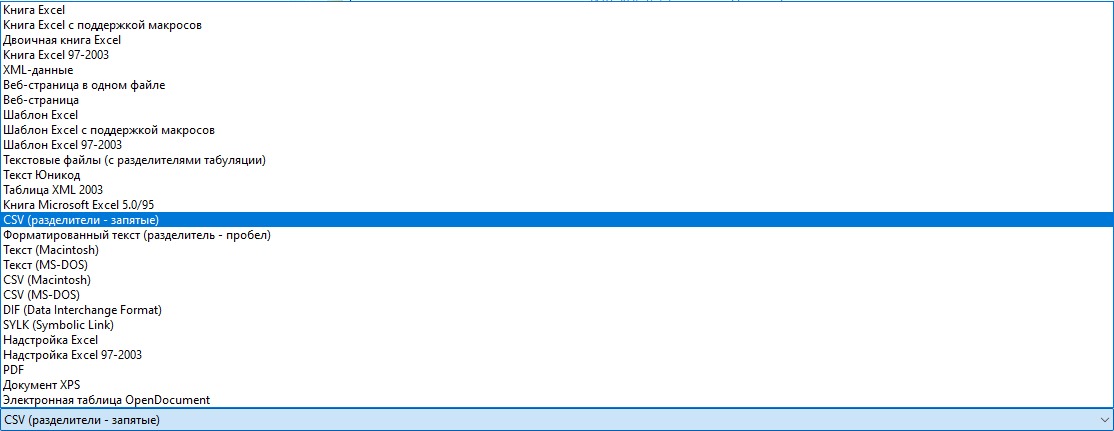 Книга Excel
Книга Excel с поддержкой макросов
Двоичная книга Excel
Книга Excel 97-2003
XML-данные
Веб-страница в одном файле
Веб-страница
Шаблон Excel
Шаблон Excel с поддержкой макросов
Шаблон Excel 97-2003
Текстовые файлы (с разделителями табуляции)
Текст Юникод
Таблица XML 2003
Книга Microsoft Excel 5.0/95
CSV (разделители - запятые)
Форматированный текст (разделитель - пробел)
Текст (Macintosh)
Текст (MS-DOS)
CSV (Macintosh)
CSV (MS-DOS)
DIF (Data Interchange Format)
SYLK (Symbolic Link)
Надстройка Excel
Надстройка Excel 97-2003
PDF
Документ XPS
Электронная таблица OpenDocument
CSV (разделители - запятые)